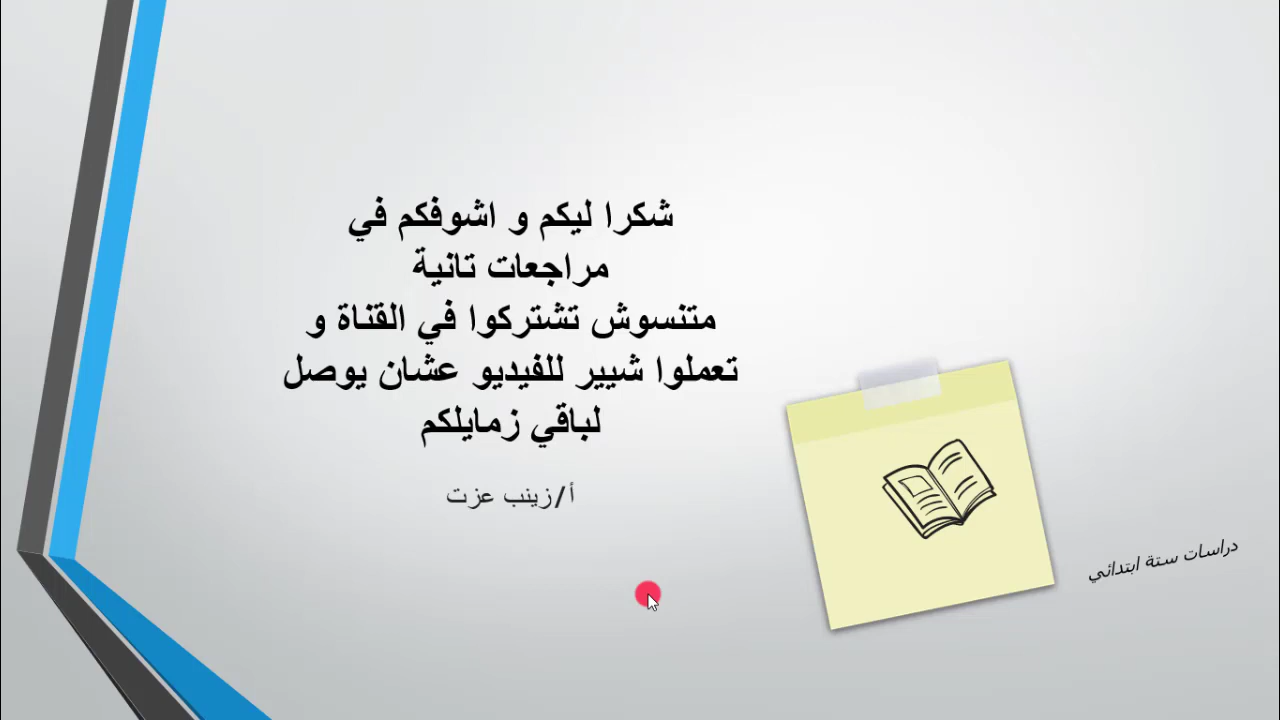 شكرا ليكم و اشوفكم في
مراجعات تانية
متنسوش تشتركوا في القناة و
تعملوا شيير للفيديو عشان يوصل
لباقي زمايلكم
أ/زينب عزت
دراسات ستة ابتدائي